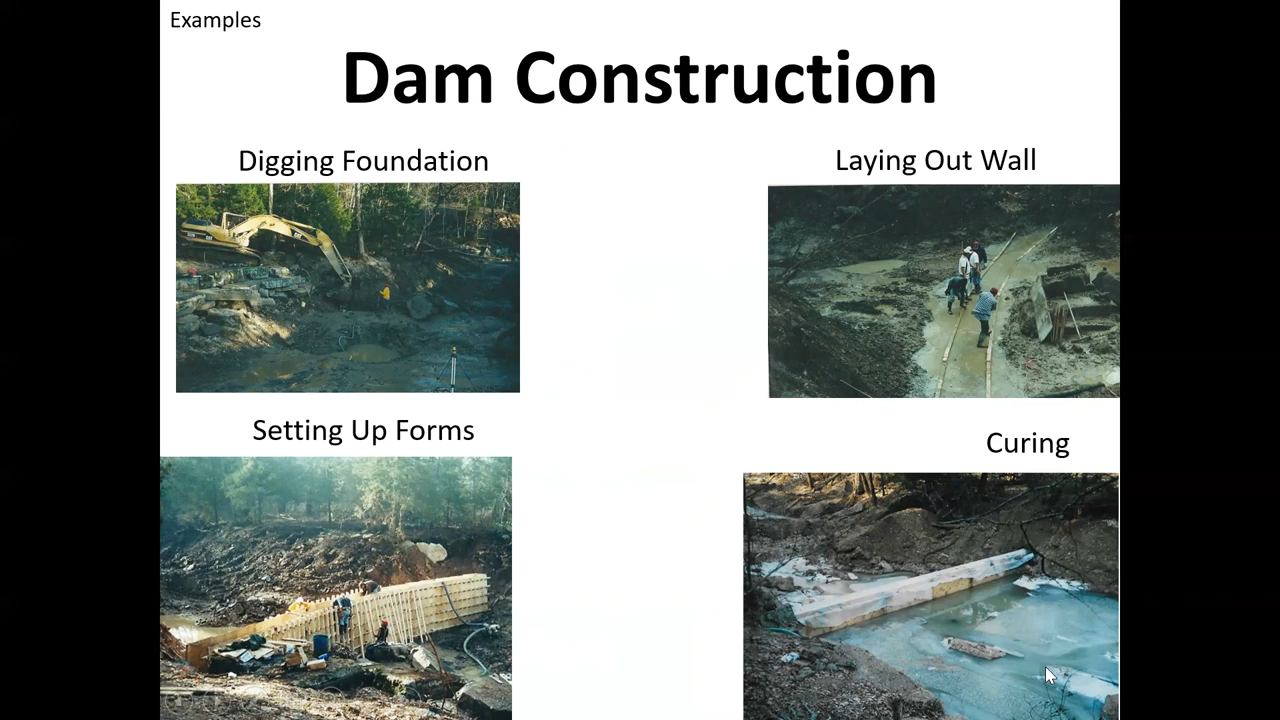 Examples
Dam Construction
Digging Foundation
Laying Out Wall
Setting Up Forms
Curing